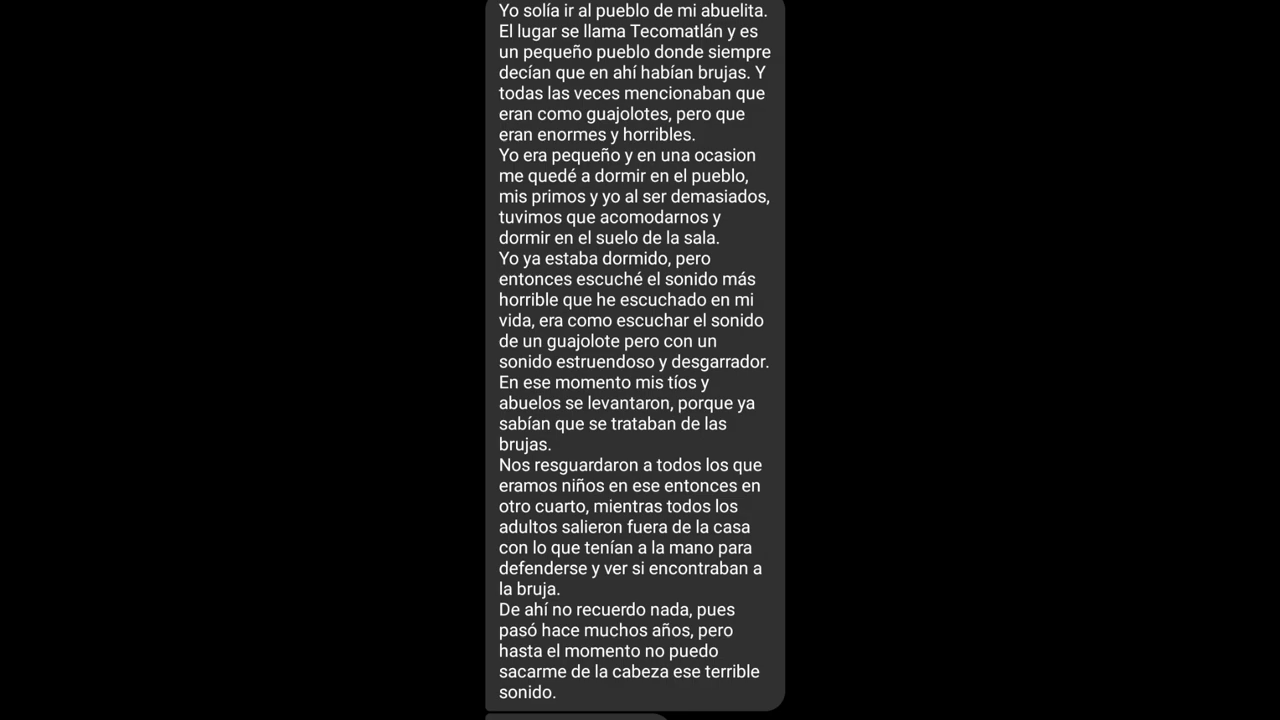 Yo solía ir al pueblo de mi abuelita.
El lugar se llama Tecomatlán y es
un pequeño pueblo donde siempre
decían que en ahí habían brujas. Y
todas las veces mencionaban que
eran como guajolotes, pero que
eran enormes y horribles.
Yo era pequeño y en una ocasion
me quedé a dormir en el pueblo,
mis primos y yo al ser demasiados,
tuvimos que acomodarnos y
dormir en el suelo de la sala.
Yo ya estaba dormido, pero
entonces escuché el sonido más
horrible que he escuchado en mi
vida, era como escuchar el sonido
de un guajolote pero con un
sonido estruendoso y desgarrador.
En ese momento mis tíos y
abuelos se levantaron, porque ya
sabían que se trataban de las
brujas.
Nos resguardaron a todos los que
eramos niños en ese entonces en
otro cuarto, mientras todos los
adultos salieron fuera de la casa
con lo que tenían a la mano para
defenderse y ver si encontraban a
la bruja.
De ahí no recuerdo nada, pues
pasó hace muchos años, pero
hasta el momento no puedo
sacarme de la cabeza ese terrible
sonido.